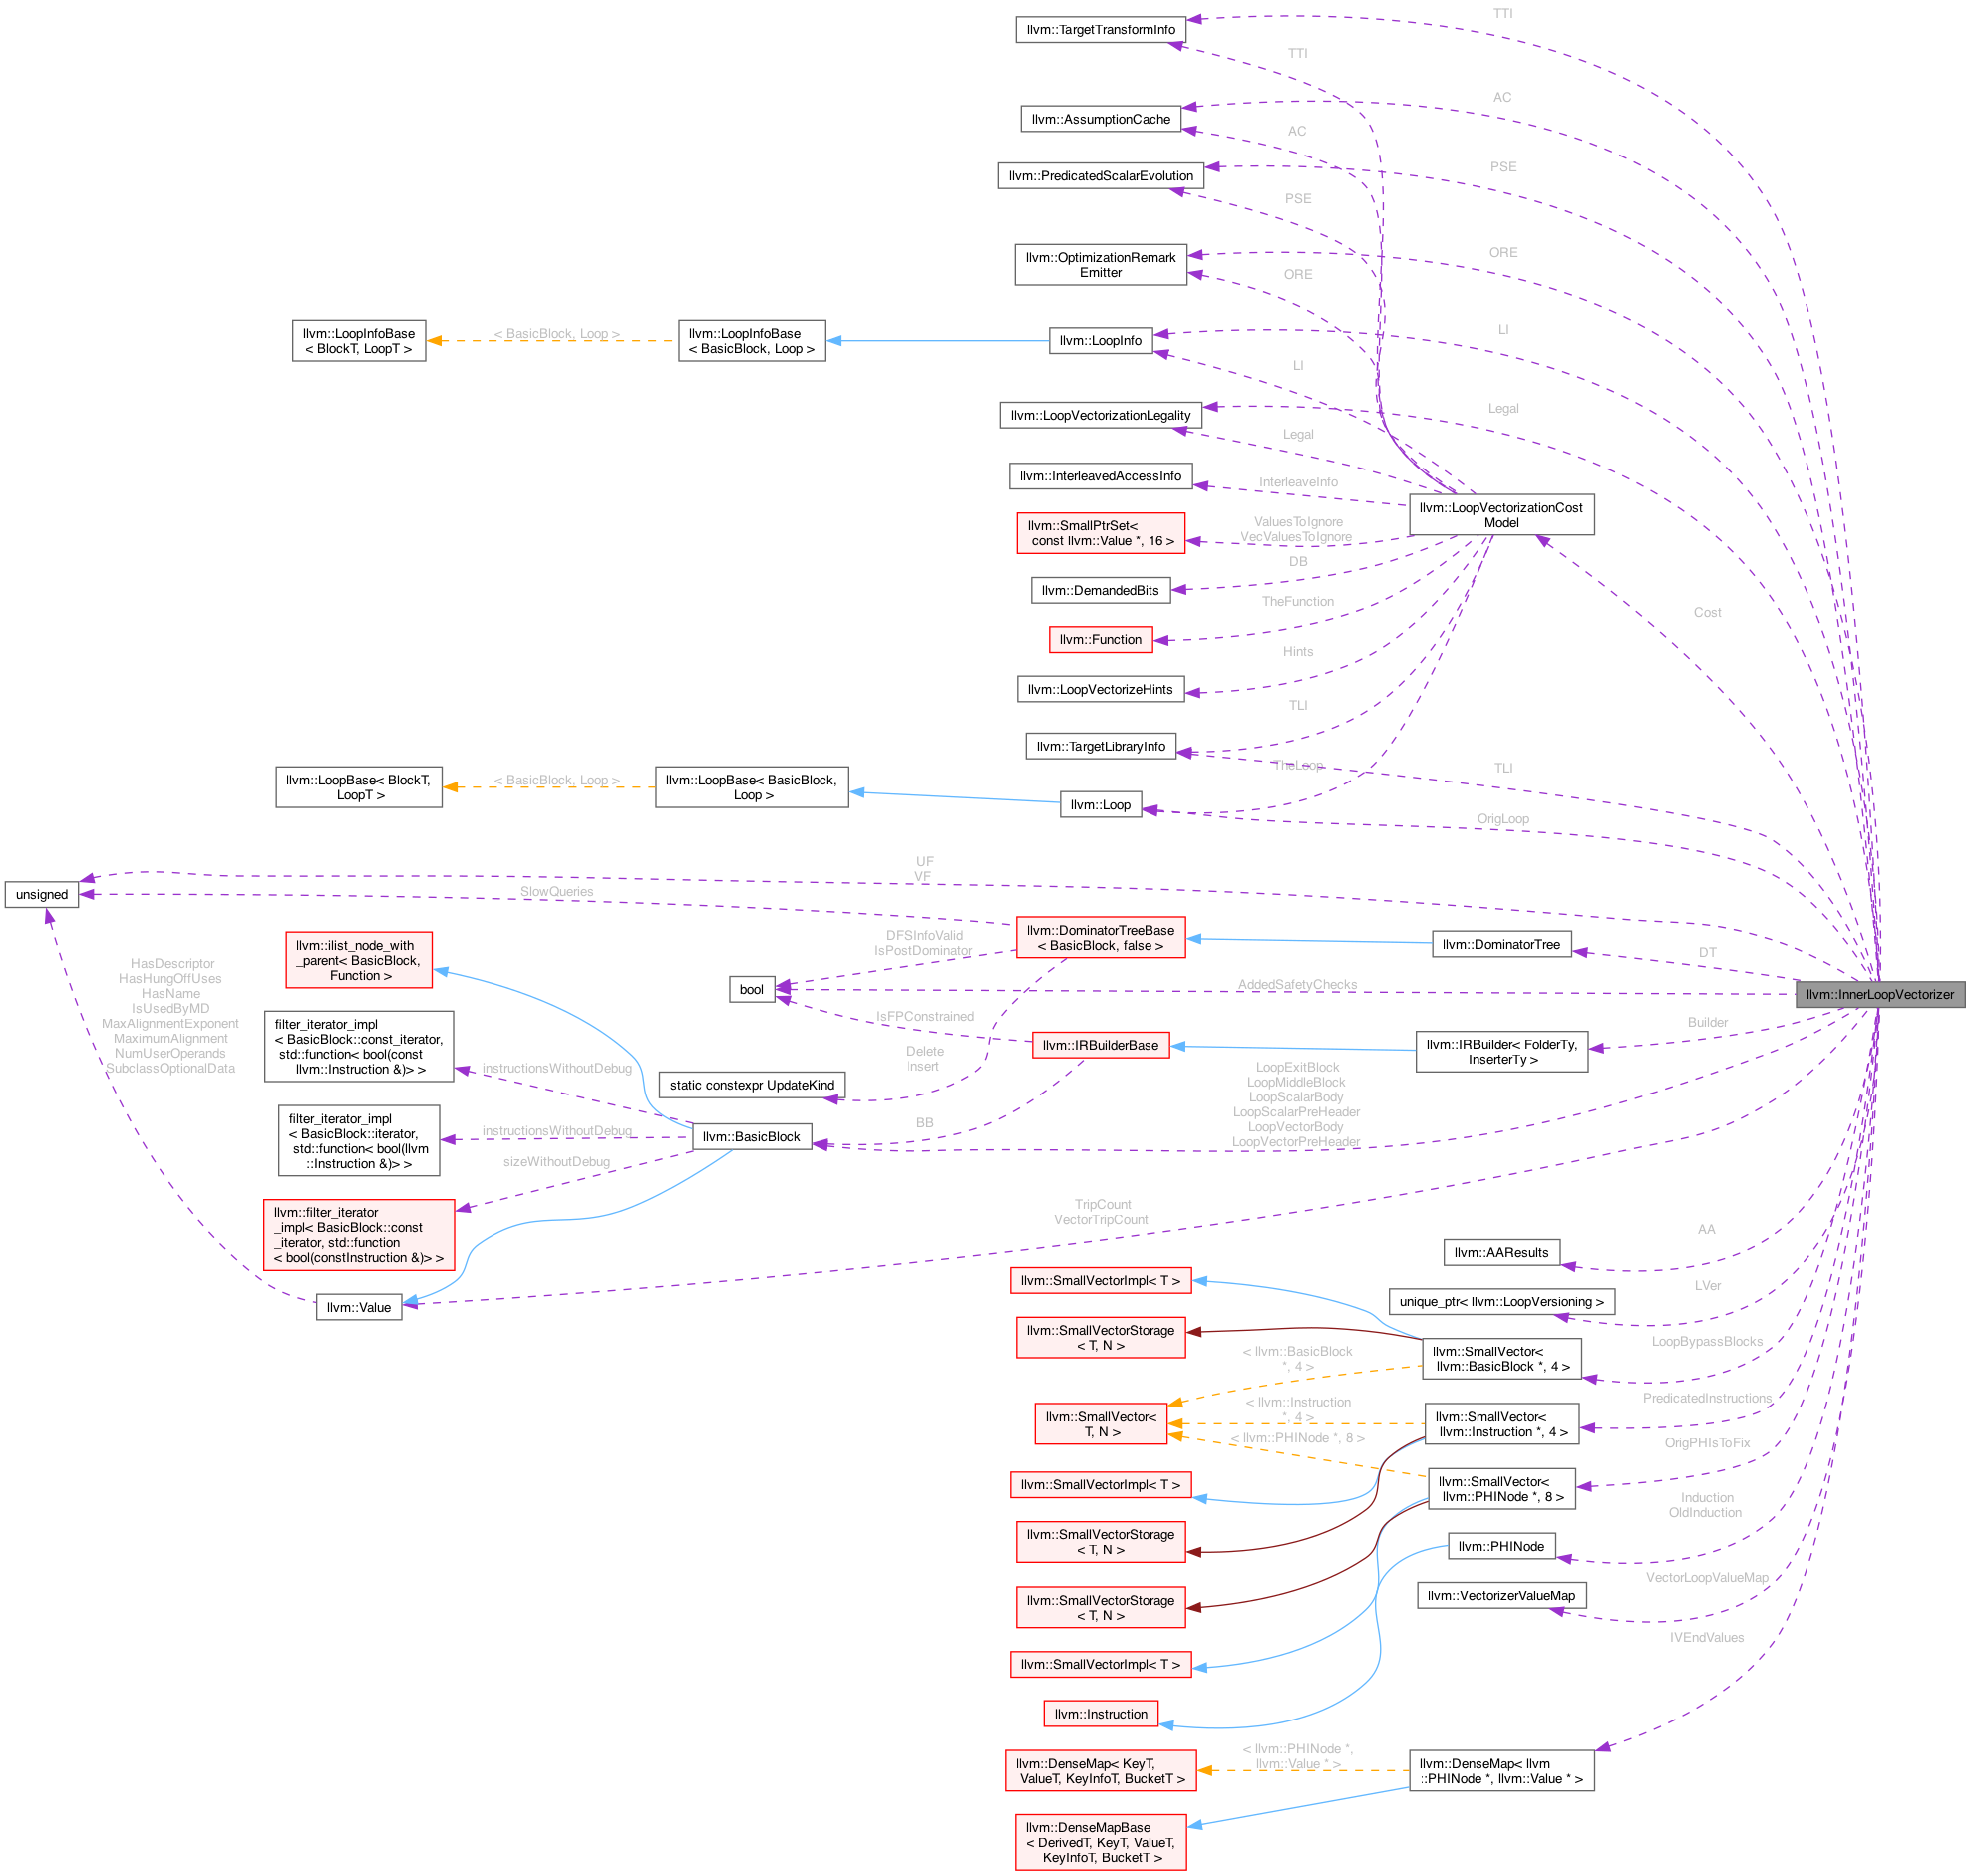 TTI
llvm::TargetTransformInfo
TTI
AC
llvm::AssumptionCache
AC
PSE
llvm::PredicatedScalarEvolution
PSE
ORE
llvm::OptimizationRemark
Emitter
ORE
llvm::LoopInfoBase
< BlockT, LoopT >
< BasicBlock, Loop >
llvm::LoopInfoBase
< BasicBlock, Loop >
llvm::LoopInfo
LI
LI
llvm::LoopVectorizationLegality
Legal
Legal
llvm::InterleavedAccessInfo
InterleaveInfo
llvm::LoopVectorizationCost
Model
llvm::SmallPtrSet<
const llvm::Value *, 16 >
ValuesToIgnore
VecValuesToIgnore
llvm::DemandedBits
DB
llvm::Function
TheFunction
Cost
llvm::LoopVectorizeHints
Hints
TLI
llvm::TargetLibraryInfo
TheLoop
TLI
llvm::LoopBase< BlockT,
LoopT >
< BasicBlock, Loop >
llvm::LoopBase< BasicBlock,
Loop >
llvm::Loop
OrigLoop
UF
VF
unsigned
SlowQueries
llvm::DominatorTreeBase
< BasicBlock, false >
llvm::DominatorTree
DT
DFSInfoValid
IsPostDominator
llvm::ilist_node_with
_parent< BasicBlock,
Function >
HasDescriptor
HasHungOffUses
HasName
IsUsedByMD
MaxAlignmentExponent
MaximumAlignment
NumUserOperands
SubclassOptionalData
bool
AddedSafetyChecks
llvm::InnerLoopVectorizer
filter_iterator_impl
< BasicBlock::const_iterator,
std::function< bool(const
llvm::Instruction &)> >
IsFPConstrained
llvm::IRBuilderBase
llvm::IRBuilder< FolderTy,
InserterTy >
Builder
instructionsWithoutDebug
Delete
Insert
static constexpr UpdateKind
LoopExitBlock
LoopMiddleBlock
LoopScalarBody
LoopScalarPreHeader
LoopVectorBody
LoopVectorPreHeader
filter_iterator_impl
< BasicBlock::iterator,
std::function< bool(llvm
::Instruction &)> >
instructionsWithoutDebug
llvm::BasicBlock
BB
sizeWithoutDebug
llvm::filter_iterator
_impl< BasicBlock::const
_iterator, std::function
< bool(constInstruction &)> >
TripCount
VectorTripCount
llvm::Value
llvm::AAResults
AA
llvm::SmallVectorImpl< T >
unique_ptr< llvm::LoopVersioning >
LVer
llvm::SmallVectorStorage
< T, N >
< llvm::BasicBlock
*, 4 >
llvm::SmallVector<
llvm::BasicBlock *, 4 >
LoopBypassBlocks
llvm::SmallVector<
T, N >
< llvm::Instruction
*, 4 >
< llvm::PHINode *, 8 >
llvm::SmallVector<
llvm::Instruction *, 4 >
PredicatedInstructions
OrigPHIsToFix
llvm::SmallVectorImpl< T >
llvm::SmallVector<
llvm::PHINode *, 8 >
Induction
OldInduction
llvm::SmallVectorStorage
< T, N >
llvm::PHINode
llvm::SmallVectorStorage
< T, N >
llvm::VectorizerValueMap
VectorLoopValueMap
llvm::SmallVectorImpl< T >
IVEndValues
llvm::Instruction
llvm::DenseMap< KeyT,
ValueT, KeyInfoT, BucketT >
< llvm::PHINode *,
llvm::Value * >
llvm::DenseMap< llvm
::PHINode *, llvm::Value * >
llvm::DenseMapBase
< DerivedT, KeyT, ValueT,
KeyInfoT, BucketT >